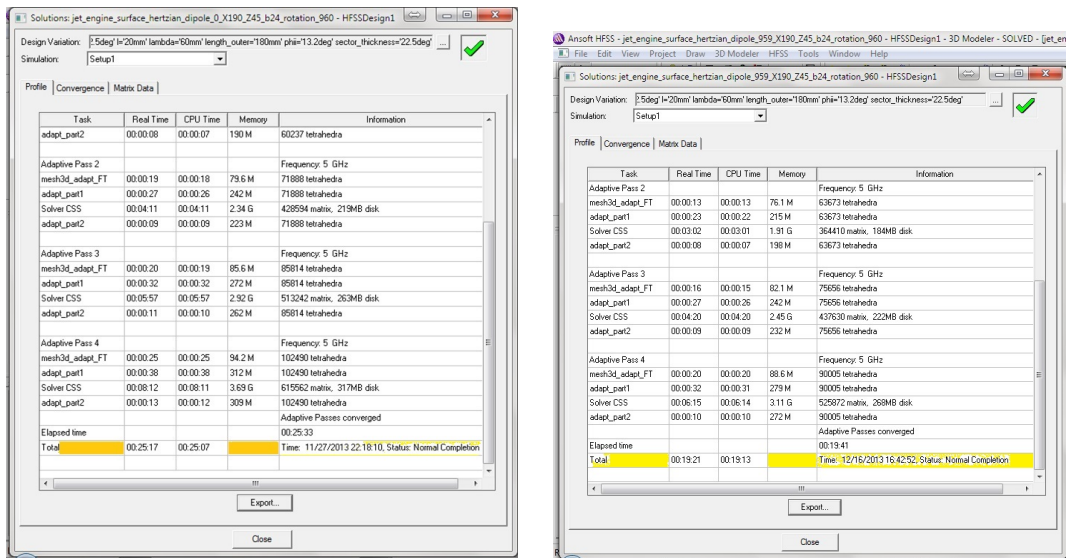 Solutions: jet_engine_surface_hertzian_dipole_0_X190_Z45_b24_rotation_960 - HFSSDesign1
Design Variation: ?.5deg' l='20mm' lambda='60mm' length_outer='180mm' phii='13.2deg' sector_thickness='22.5deg' ...
Simulation: Setup1
Profile Convergence Matrix Data
Task Real Time CPU Time Memory Information
adapt_part2 00:00:08 00:00:07 190 M 60237 tetrahedra
Adaptive Pass 2 Frequency: 5 GHz
mesh3d_adapt_FT 00:00:19 00:00:18 79.6 M 71888 tetrahedra
adapt_part1 00:00:27 00:00:26 242 M 71888 tetrahedra
Solver CSS 00:04:11 00:04:11 2.34 G 428594 matrix, 219MB disk
adapt_part2 00:00:09 00:00:09 223 M 71888 tetrahedra
Adaptive Pass 3 Frequency: 5 GHz
mesh3d_adapt_FT 00:00:20 00:00:19 85.6 M 85814 tetrahedra
adapt_part1 00:00:32 00:00:32 272 M 85814 tetrahedra
Solver CSS 00:05:57 00:05:57 2.92 G 513242 matrix, 263MB disk
adapt_part2 00:00:11 00:00:10 262 M 85814 tetrahedra
Adaptive Pass 4 Frequency: 5 GHz
mesh3d_adapt_FT 00:00:25 00:00:25 94.2 M 102490 tetrahedra
adapt_part1 00:00:38 00:00:38 312 M 102490 tetrahedra
Solver CSS 00:08:12 00:08:11 3.69 G 615562 matrix, 317MB disk
adapt_part2 00:00:13 00:00:12 309 M 102490 tetrahedra
Adaptive Passes converged
Elapsed time 00:25:33
Total 00:25:17 00:25:07 Time: 11/27/2013 22:18:10, Status: Normal Completion
Export...
Close
Ansoft HFSS - jet_engine_surface_hertzian_dipole_959_X190_Z45_b24_rotation_960 - HFSSDesign1 - 3D Modeler - SOLVED - [jet_en
File Edit View Project Draw 3D Modeler HFSS Tools Window Help
Solutions: jet_engine_surface_hertzian_dipole_959_X190_Z45_b24_rotation_960 - HFSSDesign1
Design Variation: ?.5deg' l='20mm' lambda='60mm' length_outer='180mm' phii='13.2deg' sector_thickness='22.5deg' ...
Simulation: Setup1
Profile Convergence Matrix Data
Task Real Time CPU Time Memory Information
Adaptive Pass 2 Frequency: 5 GHz
mesh3d_adapt_FT 00:00:13 00:00:13 76.1 M 63673 tetrahedra
adapt_part1 00:00:23 00:00:22 215 M 63673 tetrahedra
Solver CSS 00:03:02 00:03:01 1.91 G 364410 matrix, 184MB disk
adapt_part2 00:00:08 00:00:07 198 M 63673 tetrahedra
Adaptive Pass 3 Frequency: 5 GHz
mesh3d_adapt_FT 00:00:16 00:00:15 82.1 M 75656 tetrahedra
adapt_part1 00:00:27 00:00:26 242 M 75656 tetrahedra
Solver CSS 00:04:20 00:04:20 2.45 G 437630 matrix, 222MB disk
adapt_part2 00:00:09 00:00:09 232 M 75656 tetrahedra
Adaptive Pass 4 Frequency: 5 GHz
mesh3d_adapt_FT 00:00:20 00:00:20 88.6 M 90005 tetrahedra
adapt_part1 00:00:32 00:00:31 279 M 90005 tetrahedra
Solver CSS 00:06:15 00:06:14 3.11 G 525872 matrix, 268MB disk
adapt_part2 00:00:10 00:00:10 272 M 90005 tetrahedra
Adaptive Passes converged
Elapsed time 00:19:41
Total 00:19:21 00:19:13 Time: 12/16/2013 16:42:52, Status: Normal Completion
Export...
Close